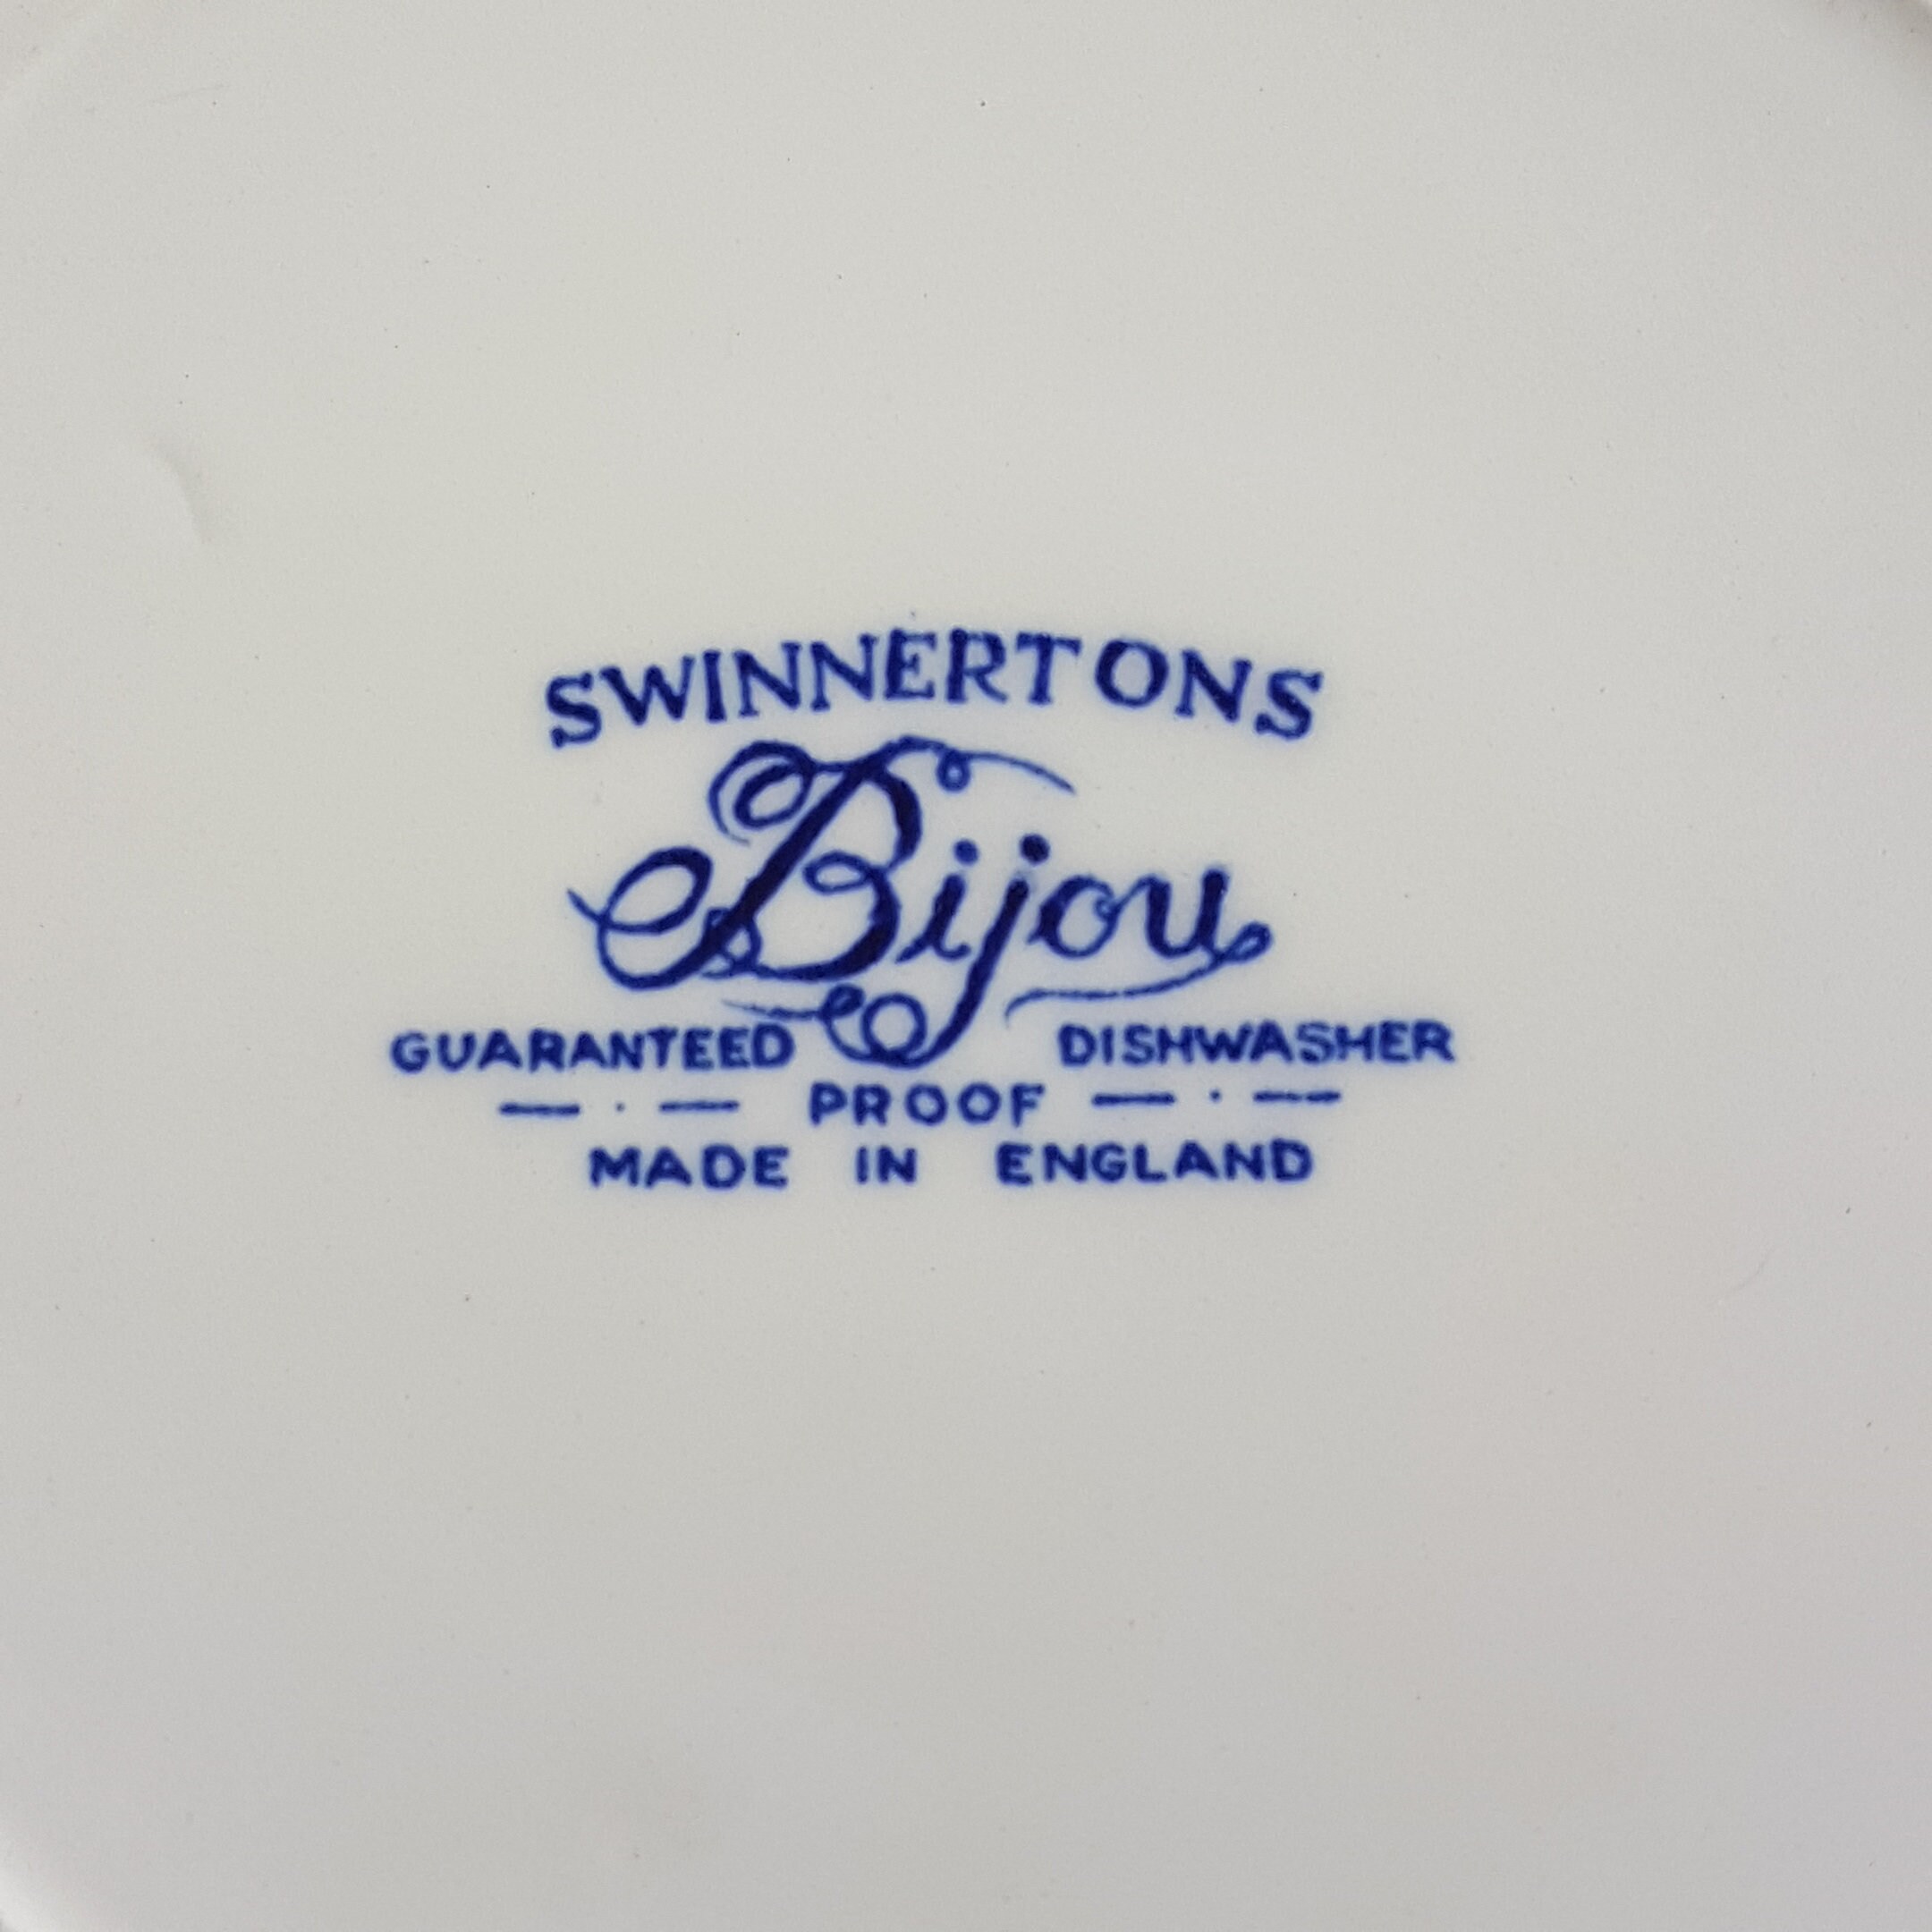 SWINNERTONS
Bijou
GUARANTEED DISHWASHER
— · — PROOF — · —
MADE IN ENGLAND